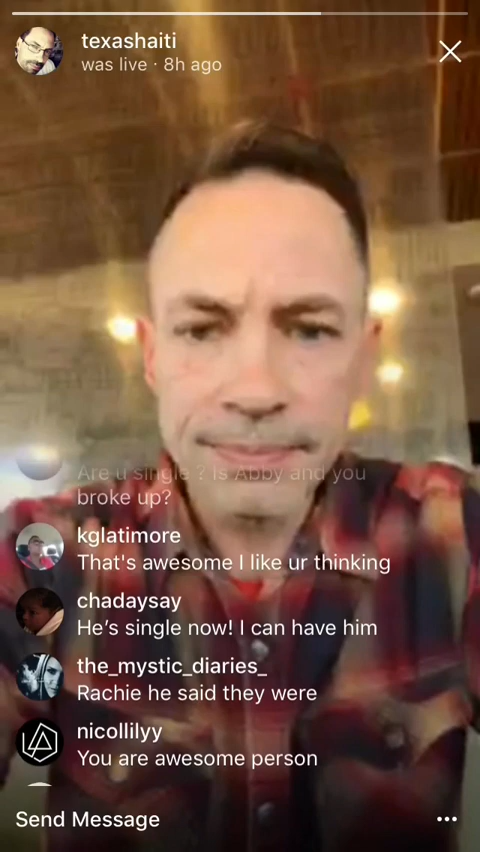 texashaiti
was live · 8h ago
Are u single ? Is Abby and you
broke up?
kglatimore
That's awesome I like ur thinking
chadaysay
He’s single now! I can have him
the_mystic_diaries_
Rachie he said they were
nicollilyy
You are awesome person
Send Message